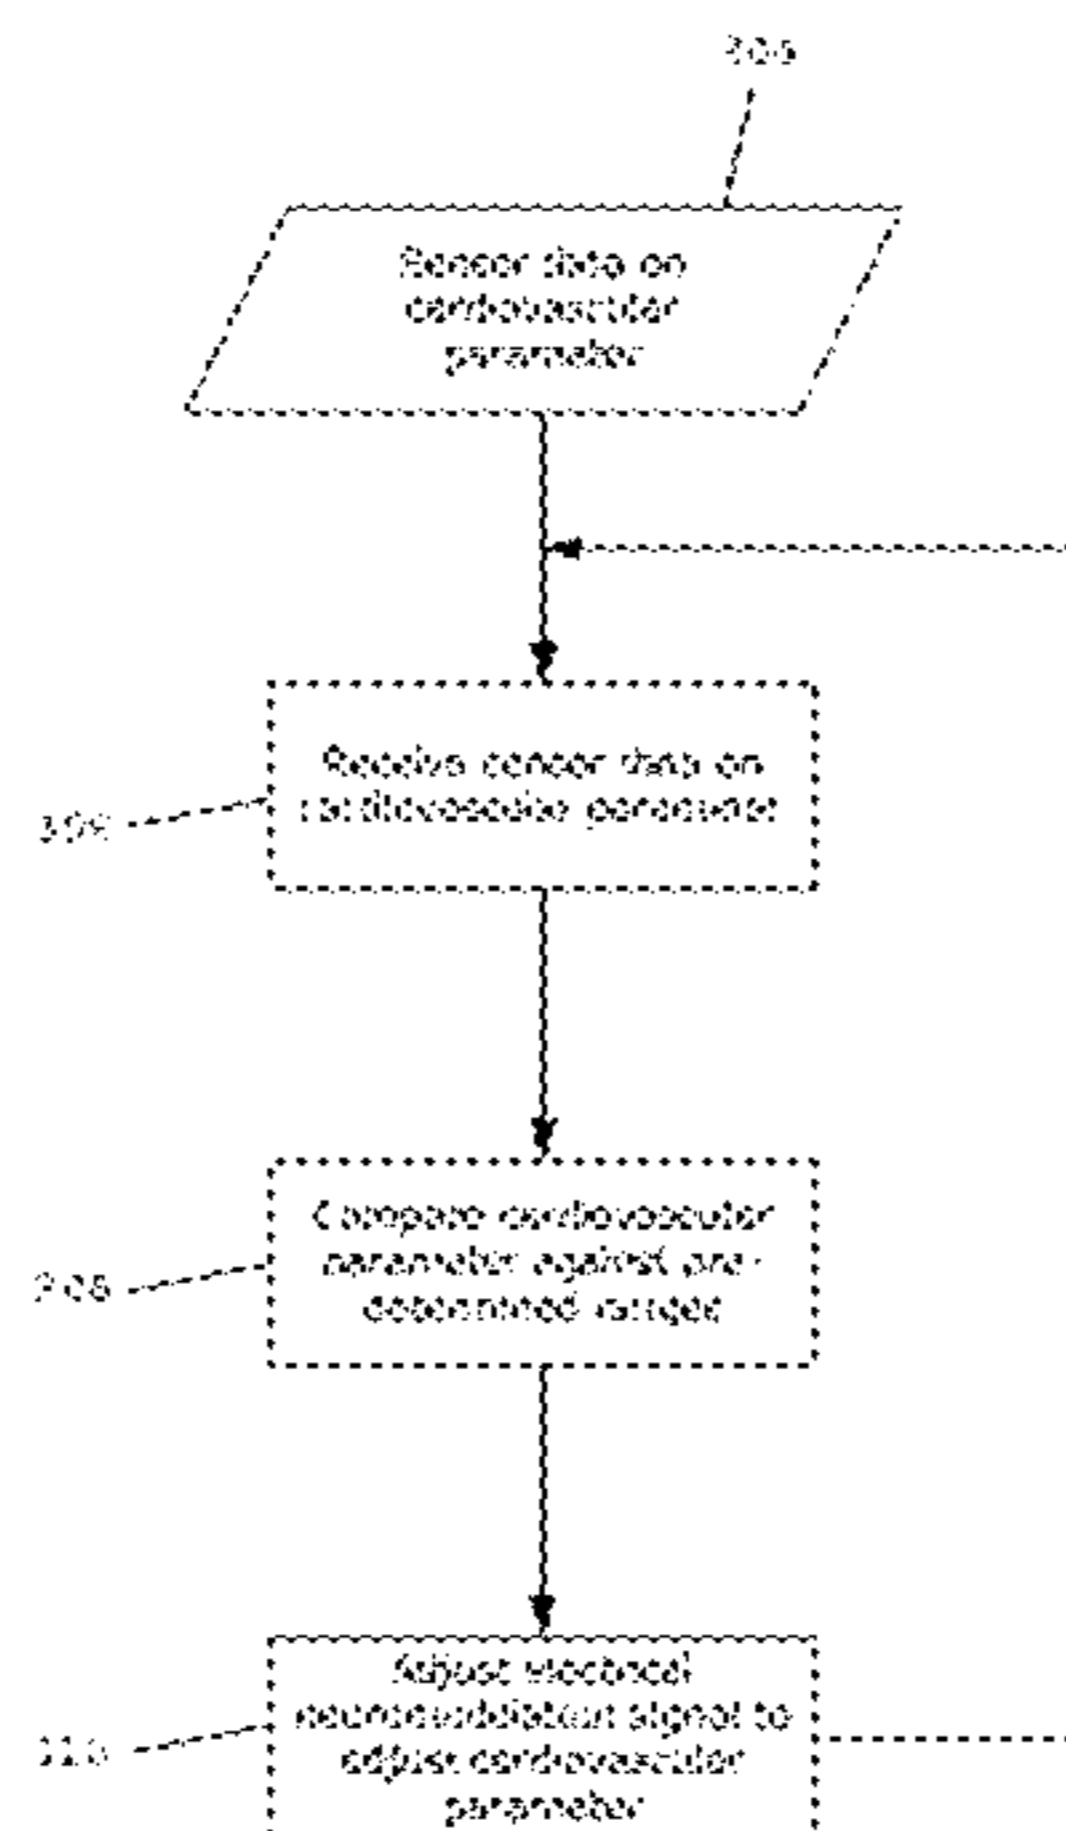 Sensor data on
cardiovascular
parameter
Receive sensor data on
cardiovascular parameter
Compare cardiovascular
parameter against pre-
determined ranges
Adjust electrical
neuromodulation signal to
adjust cardiovascular
parameter